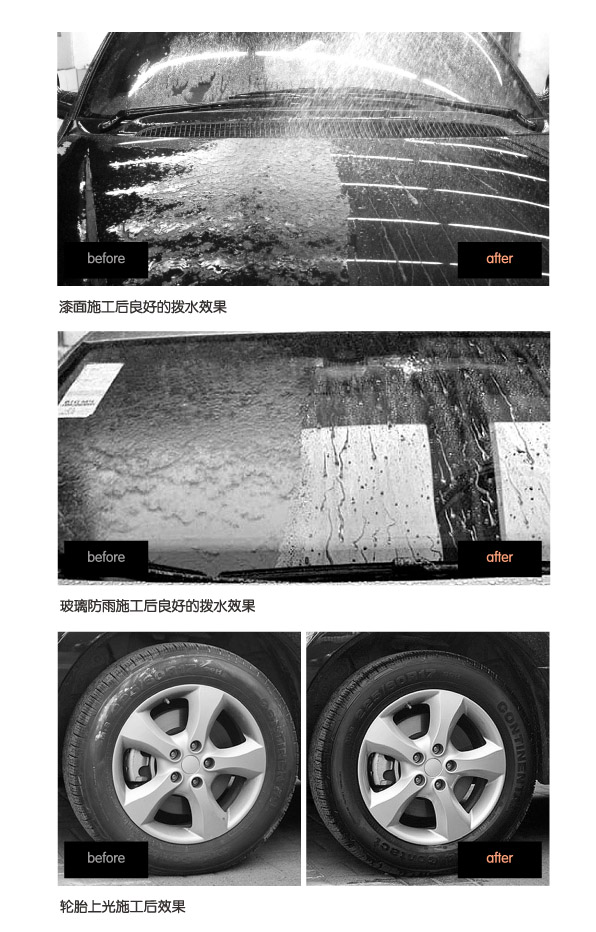 before
after
漆面施工后良好的拨水效果
before
after
玻璃防雨施工后良好的拨水效果
CONTINEN
Contact
before
after
轮胎上光施工后效果